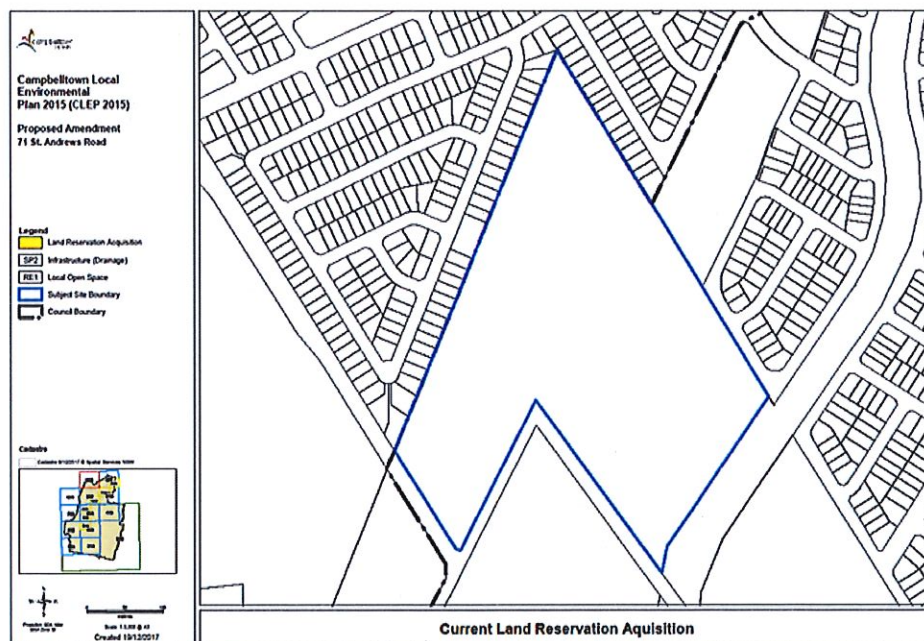 Campbelltown Local
Environmental
Plan 2015 (CLEP 2015)
Proposed Amendment
71 St. Andrews Road
Legend
Land Reservation Acquisition
SP2 Infrastructure (Drainage)
RE1 Local Open Space
Subject Site Boundary
Council Boundary
Cadastre
Created 19/12/2017
Current Land Reservation Aquisition